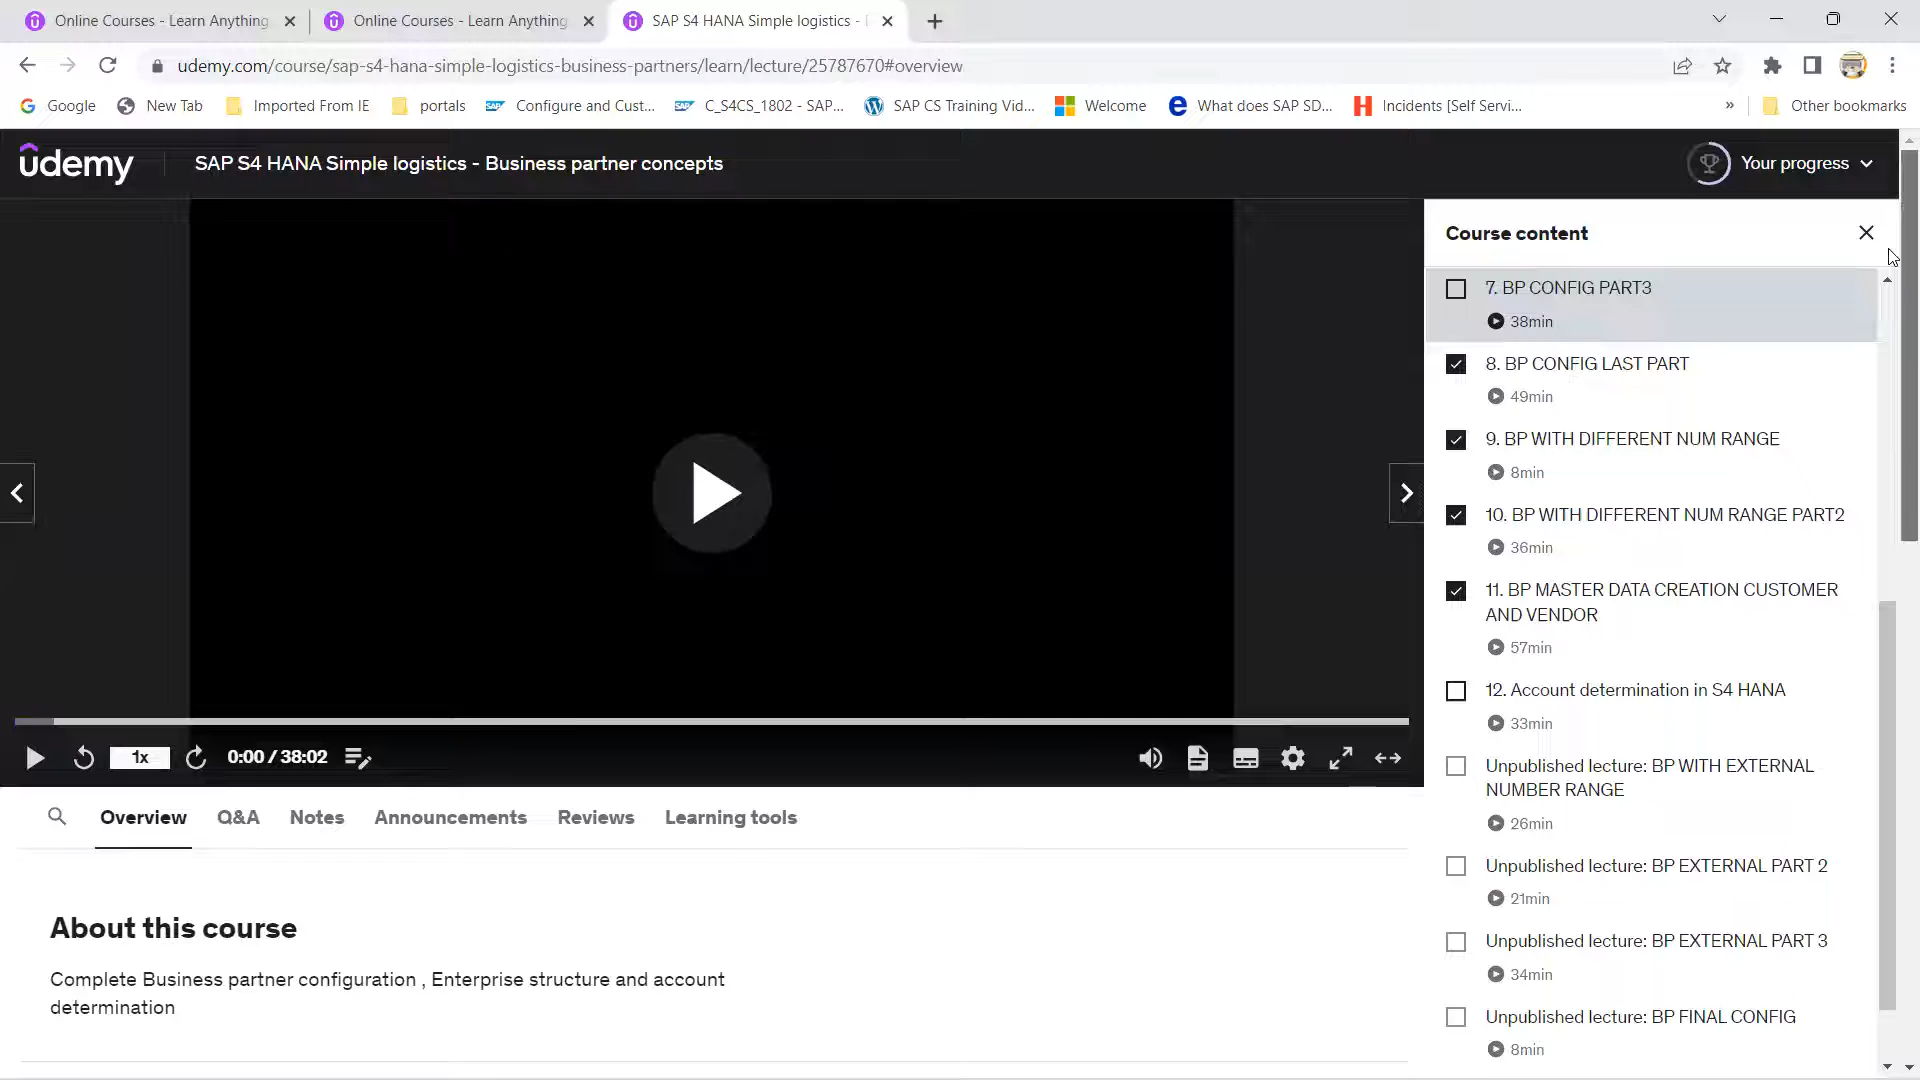 Online Courses - Learn Anything
Online Courses - Learn Anything
SAP S4 HANA Simple logistics -
udemy.com/course/sap-s4-hana-simple-logistics-business-partners/learn/lecture/25787670#overview
Google
New Tab
Imported From IE
portals
Configure and Cust...
C_S4CS_1802 - SAP...
SAP CS Training Vid...
Welcome
What does SAP SD...
Incidents [Self Servi...
»
Other bookmarks
ûdemy
SAP S4 HANA Simple logistics - Business partner concepts
Your progress
Course content
7. BP CONFIG PART3
38min
8. BP CONFIG LAST PART
49min
9. BP WITH DIFFERENT NUM RANGE
8min
10. BP WITH DIFFERENT NUM RANGE PART2
36min
11. BP MASTER DATA CREATION CUSTOMER
AND VENDOR
57min
12. Account determination in S4 HANA
33min
Unpublished lecture: BP WITH EXTERNAL
NUMBER RANGE
26min
Unpublished lecture: BP EXTERNAL PART 2
21min
Unpublished lecture: BP EXTERNAL PART 3
34min
Unpublished lecture: BP FINAL CONFIG
8min
1x
0:00 / 38:02
Overview
Q&A
Notes
Announcements
Reviews
Learning tools
About this course
Complete Business partner configuration , Enterprise structure and account
determination